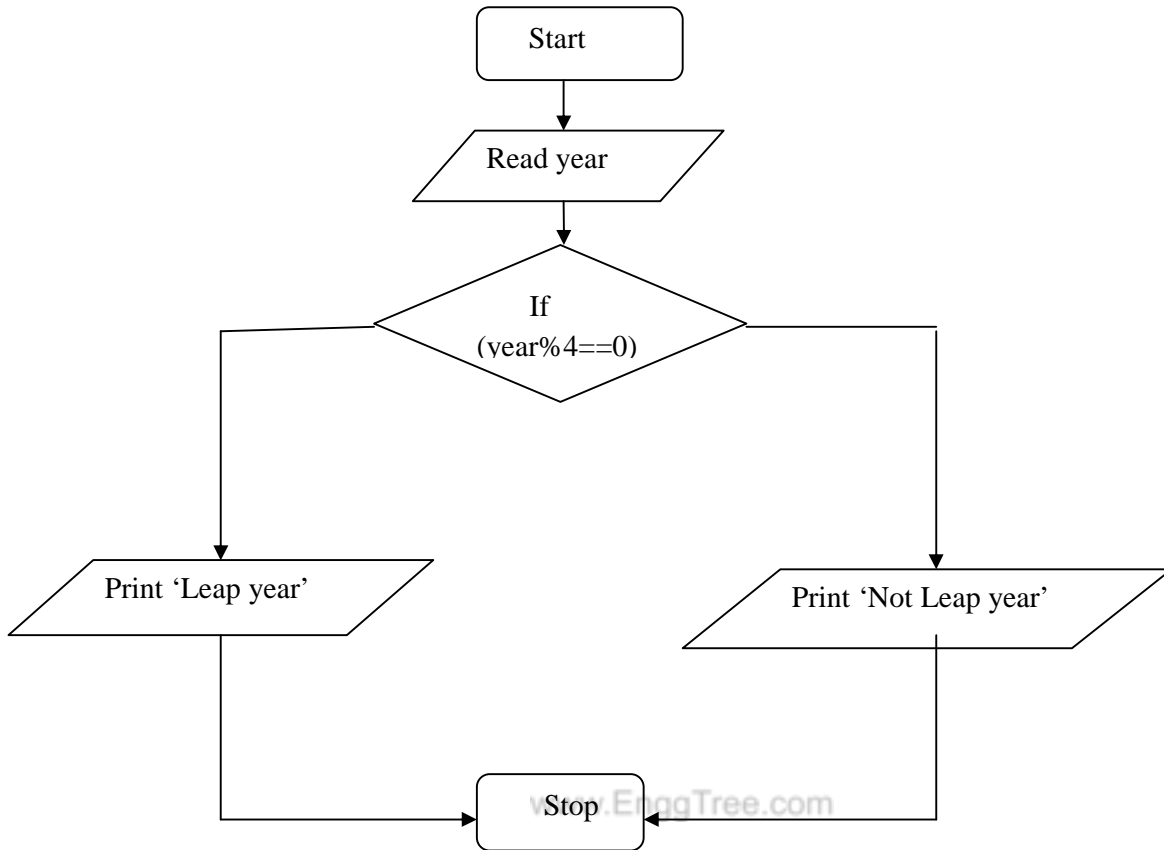 Start
Read year
If
(year%4==0)
Print ‘Leap year’
Print ‘Not Leap year’
Stop
www.EnggTree.com